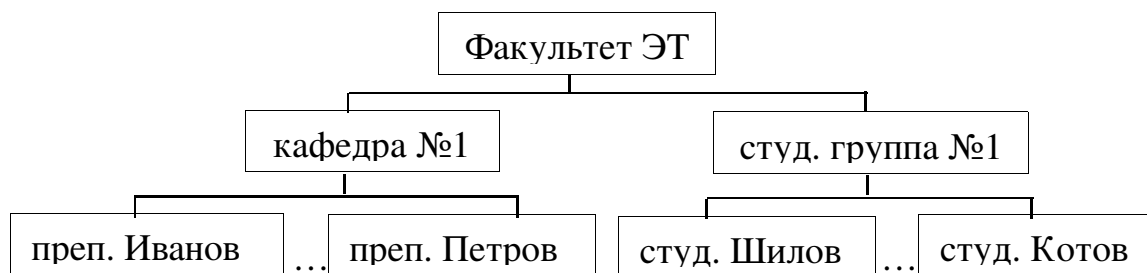 Факультет ЭТ
кафедра №1 студ. группа №1
преп. Иванов ... преп. Петров студ. Шилов ... студ. Котов